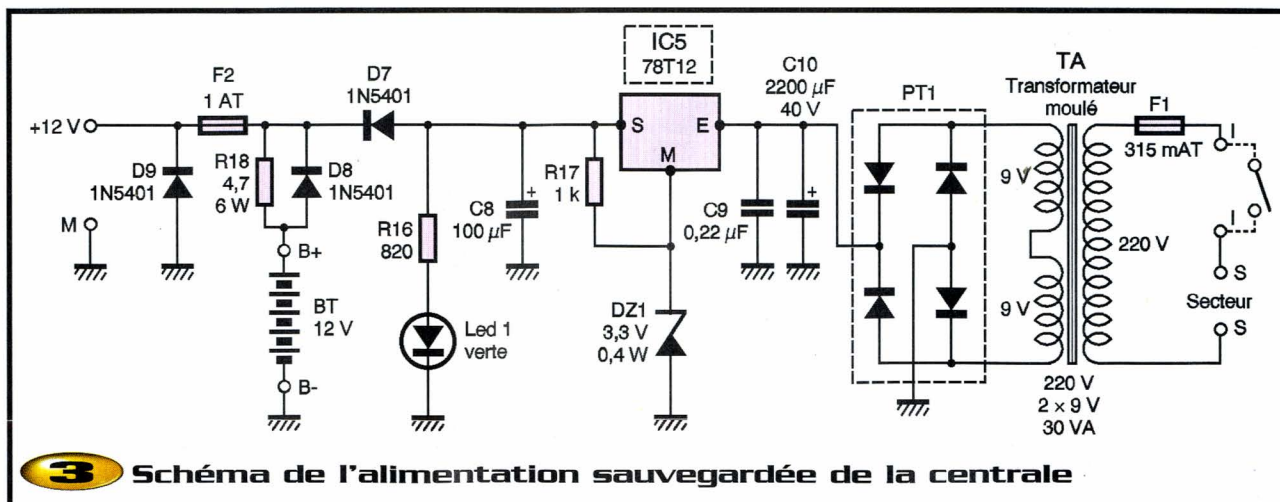 IC5
78T12
C10
2200 µF
40 V
TA
Transformateur
moulé
F1
315 mAT
PT1
F2
1 AT
D7
1N5401
+12 V
S
E
M
I
I
D9
1N5401
R18
4,7
6 W
D8
1N5401
R17
1 k
9 V
M
B+
R16
820
C8
100 µF
+
C9
0,22 µF
+
220 V
S
Secteur
S
BT
12 V
Led 1
verte
DZ1
3,3 V
0,4 W
9 V
B-
220 V
2 × 9 V
30 VA
3 Schéma de l'alimentation sauvegardée de la centrale